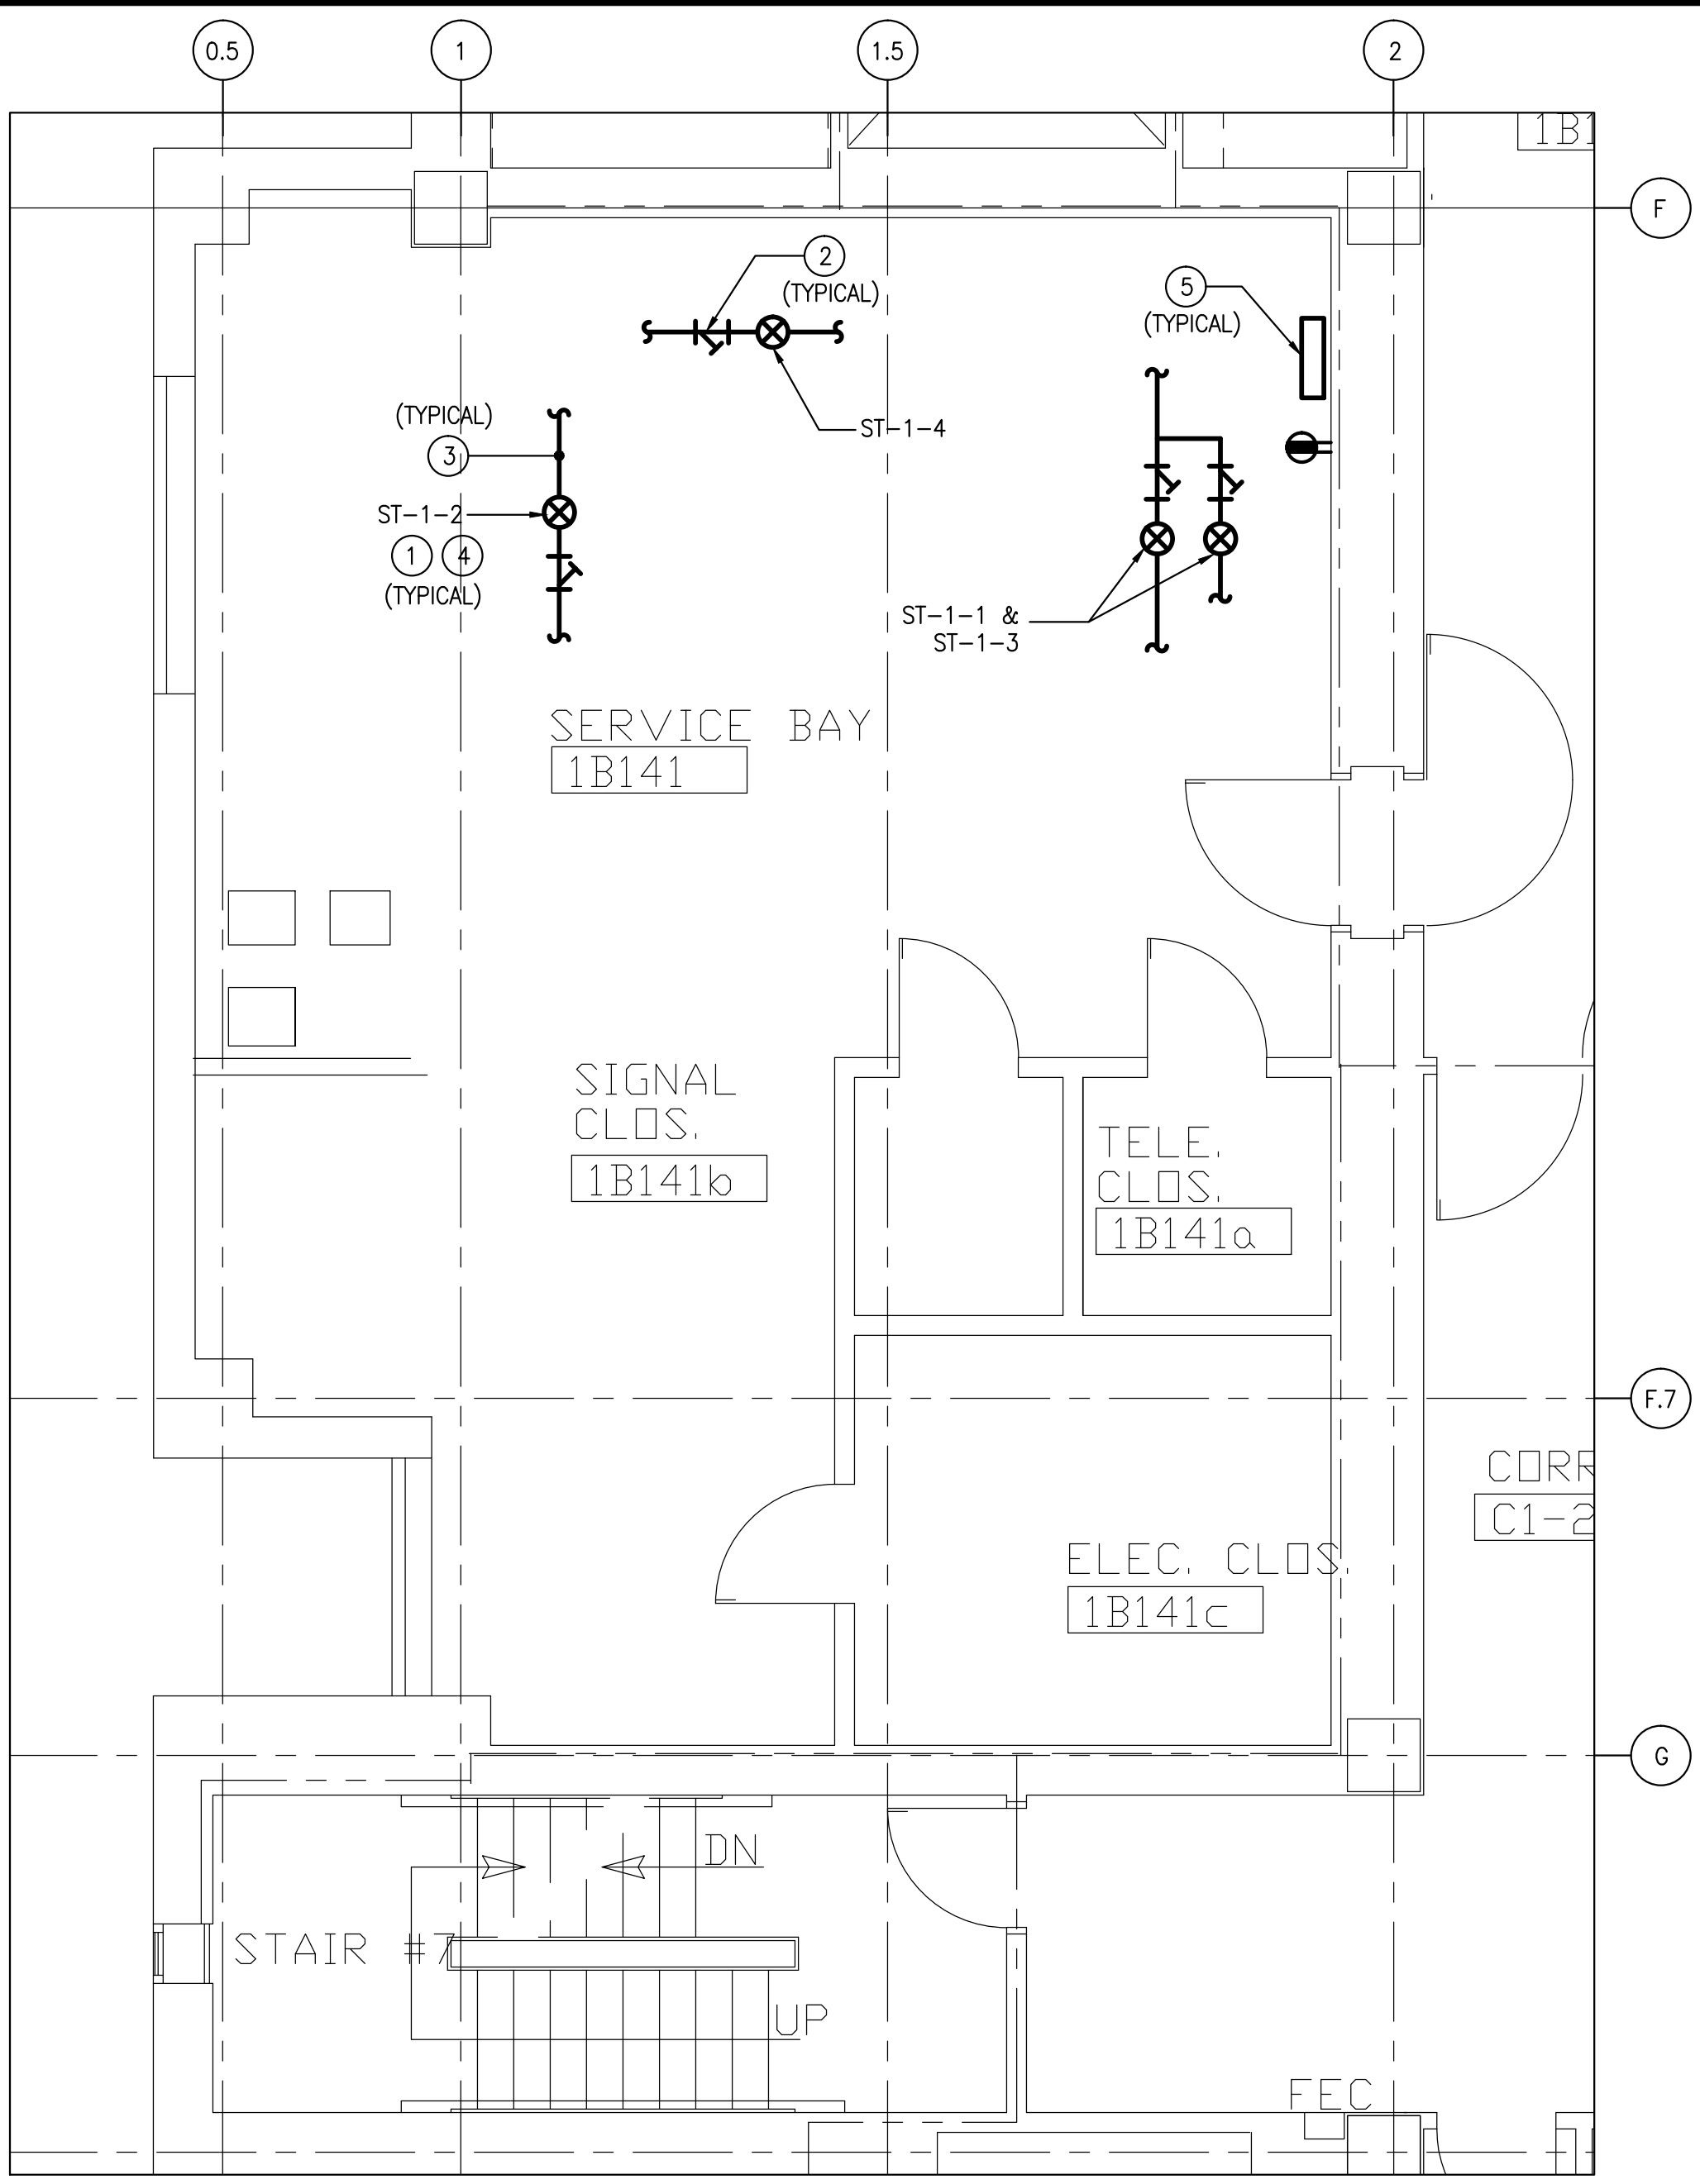 0.5
1
1.5
2
1B1
F
2
(TYPICAL)
5
(TYPICAL)
(TYPICAL)
3
ST-1-4
ST-1-2
1 4
(TYPICAL)
ST-1-1 &
ST-1-3
SERVICE BAY
1B141
SIGNAL
CLOS.
1B141b
TELE.
CLOS.
1B141a
F.7
CORR
C1-2
ELEC. CLOS.
1B141c
G
DN
STAIR #7
UP
FEC